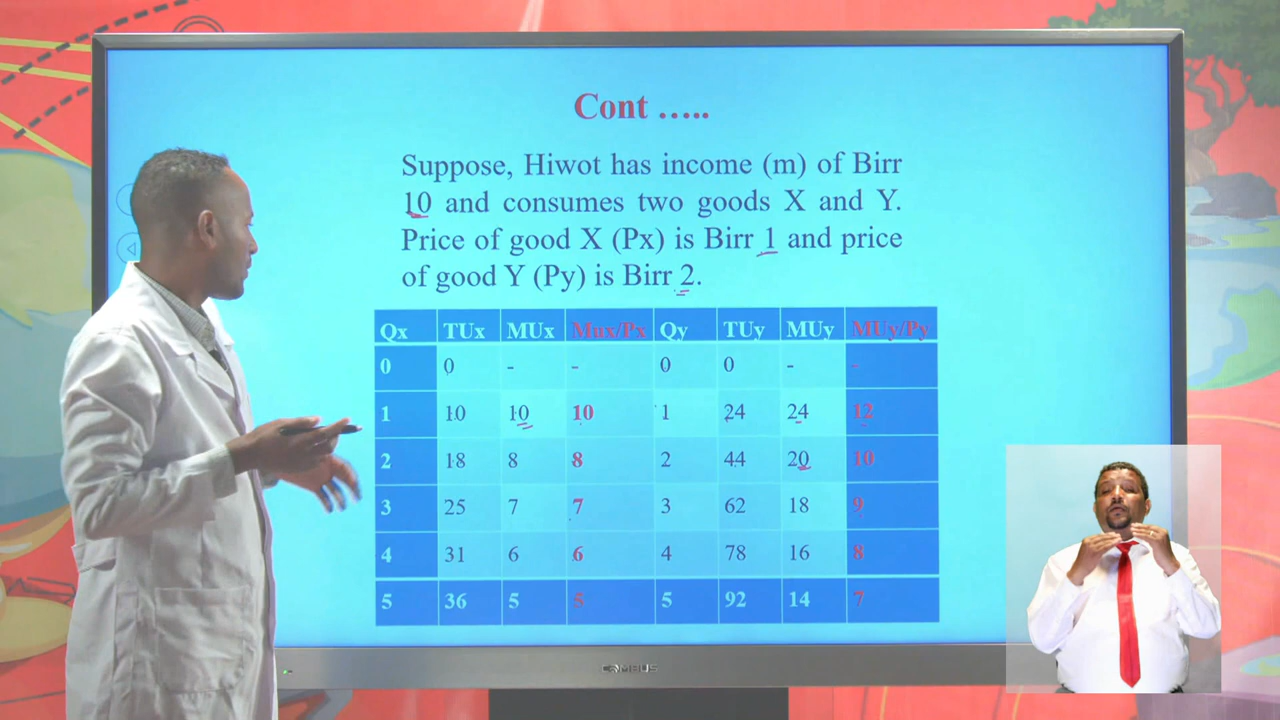 Cont …..
Suppose, Hiwot has income (m) of Birr
10 and consumes two goods X and Y.
Price of good X (Px) is Birr 1 and price
of good Y (Py) is Birr 2.
Qx TUx MUx Mux/Px Qy TUy MUy MUy/Py
0 0 - - 0 0 - -
1 10 10 10 1 24 24 12
2 18 8 8 2 44 20 10
3 25 7 7 3 62 18 9
4 31 6 6 4 78 16 8
5 36 5 5 5 92 14 7
CAMBUS